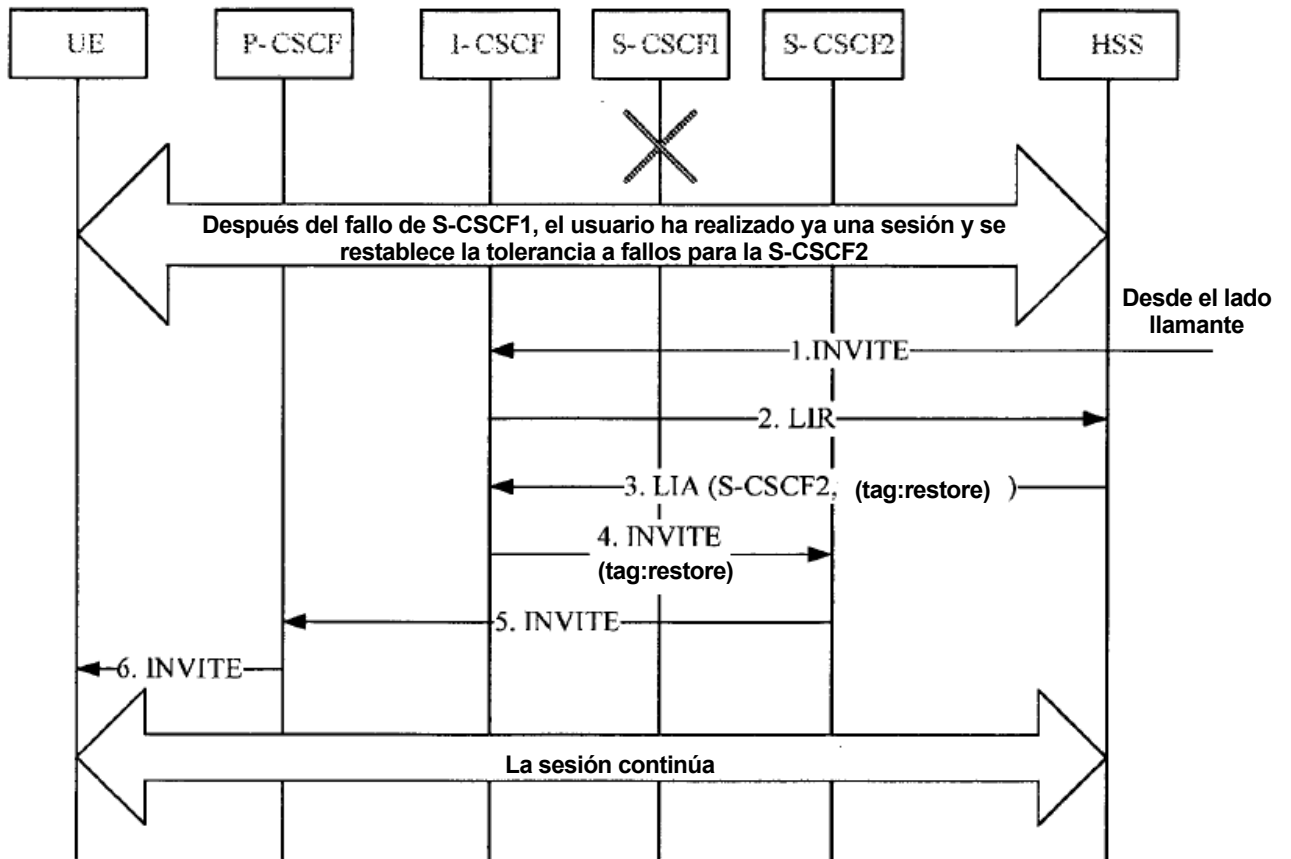 UE P-CSCF I-CSCF S-CSCF1 S-CSCF2 HSS
Después del fallo de S-CSCF1, el usuario ha realizado ya una sesión y se
restablece la tolerancia a fallos para la S-CSCF2
Desde el lado
llamante
1.INVITE
2. LIR
3. LIA (S-CSCF2, (tag:restore) )
4. INVITE
(tag:restore)
5. INVITE
6. INVITE
La sesión continúa